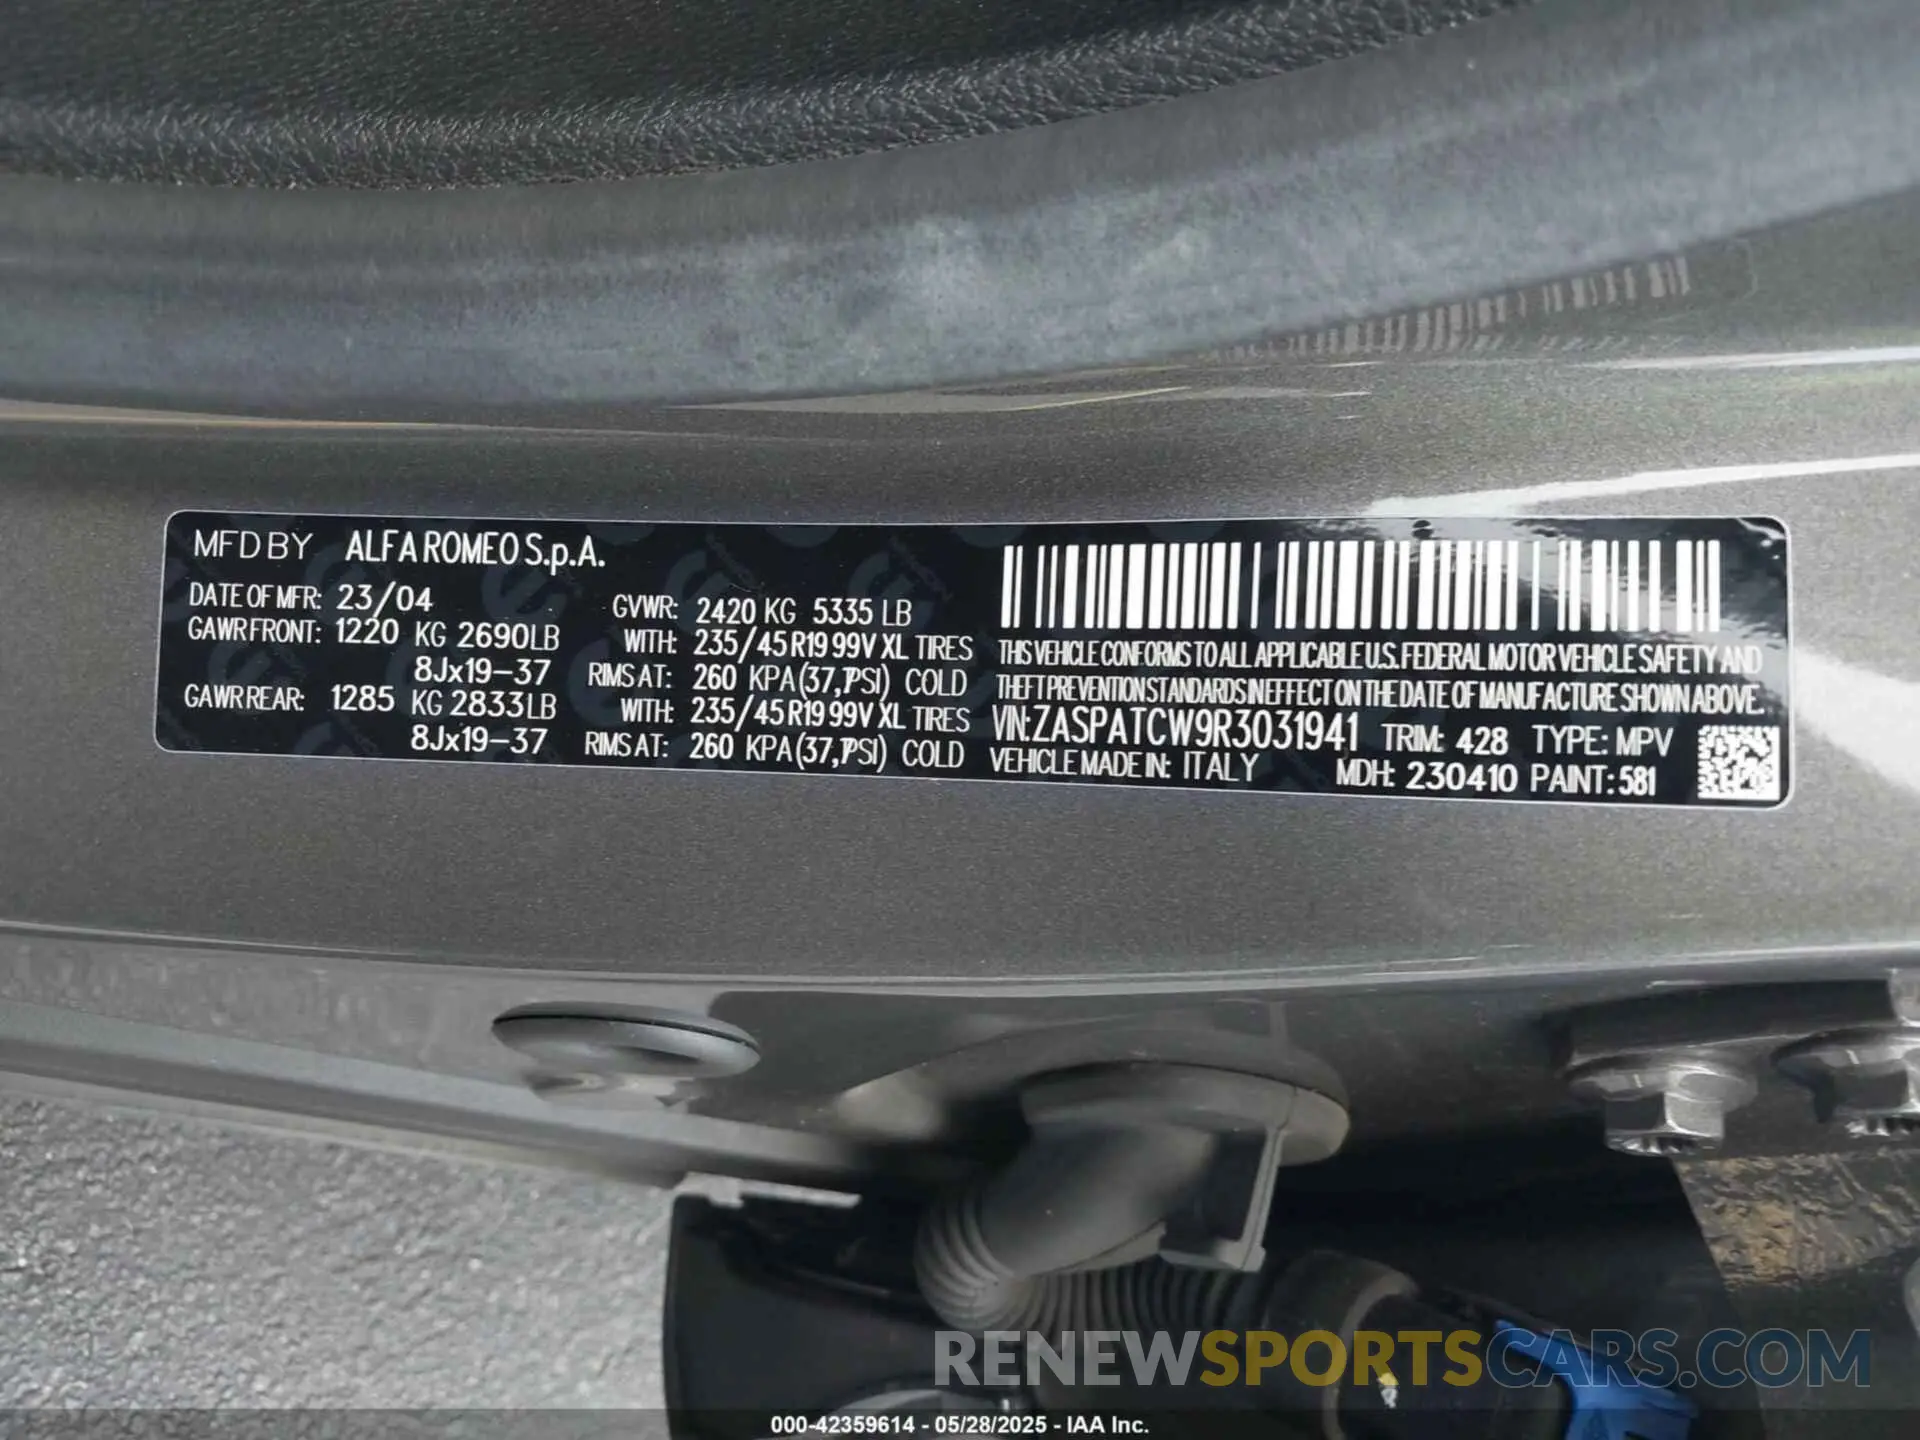 MFD BY ALFA ROMEO S.p.A.
DATE OF MFR: 23/04 GVWR: 2420 KG 5335 LB
GAWR FRONT: 1220 KG 2690LB WITH: 235/45 R19 99V XL TIRES
8Jx19-37 RIMS AT: 260 KPA(37,7PSI) COLD
GAWR REAR: 1285 KG 2833LB WITH: 235/45 R19 99V XL TIRES
8Jx19-37 RIMS AT: 260 KPA(37,7PSI) COLD
THIS VEHICLE CONFORMS TO ALL APPLICABLE U.S. FEDERAL MOTOR VEHICLE SAFETY AND
THEFT PREVENTION STANDARDS IN EFFECT ON THE DATE OF MANUFACTURE SHOWN ABOVE.
VIN:ZASPATCW9R3031941 TRIM: 428 TYPE: MPV
VEHICLE MADE IN: ITALY MDH: 230410 PAINT: 581
RENEWSPORTSCARS.COM
000-42359614 - 05/28/2025 - IAA Inc.